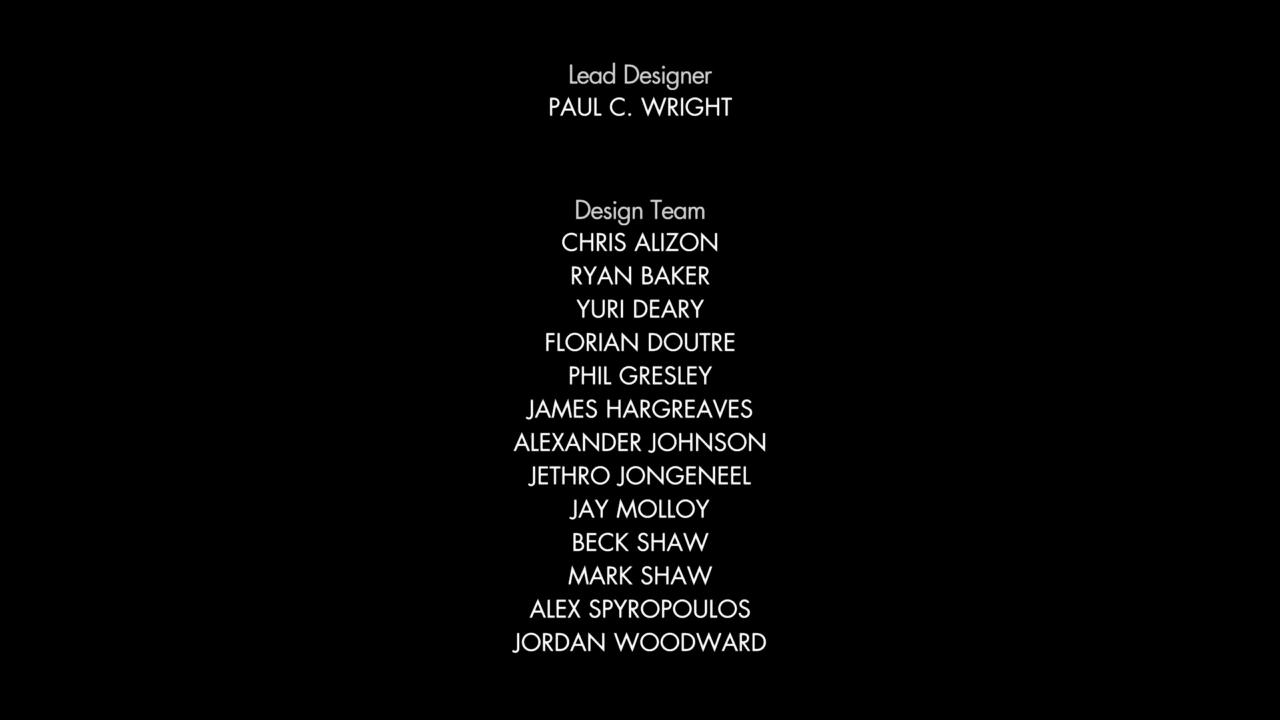 Lead Designer
PAUL C. WRIGHT
Design Team
CHRIS ALIZON
RYAN BAKER
YURI DEARY
FLORIAN DOUTRE
PHIL GRESLEY
JAMES HARGREAVES
ALEXANDER JOHNSON
JETHRO JONGENEEL
JAY MOLLOY
BECK SHAW
MARK SHAW
ALEX SPYROPOULOS
JORDAN WOODWARD